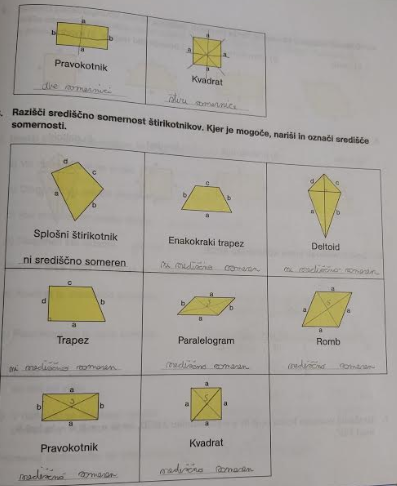 a
b b
a
a
a a
a
Pravokotnik
Kvadrat
dve somernici
Razišči središčno somernost štirikotnikov. Kjer je mogoče, nariši in označi središče
somernosti.
d c
a b
c
b b
a
a a
e e
Splošni štirikotnik
Enakokraki trapez
Deltoid
ni središčno someren
ni središčno someren
ni središčno someren
c
d b
a
a
b b
a
a
a a
a
Trapez
Paralelogram
Romb
ni središčno someren
središčno someren
središčno someren
a
b S b
a
a
a S a
a
Pravokotnik
Kvadrat
središčno someren
središčno someren